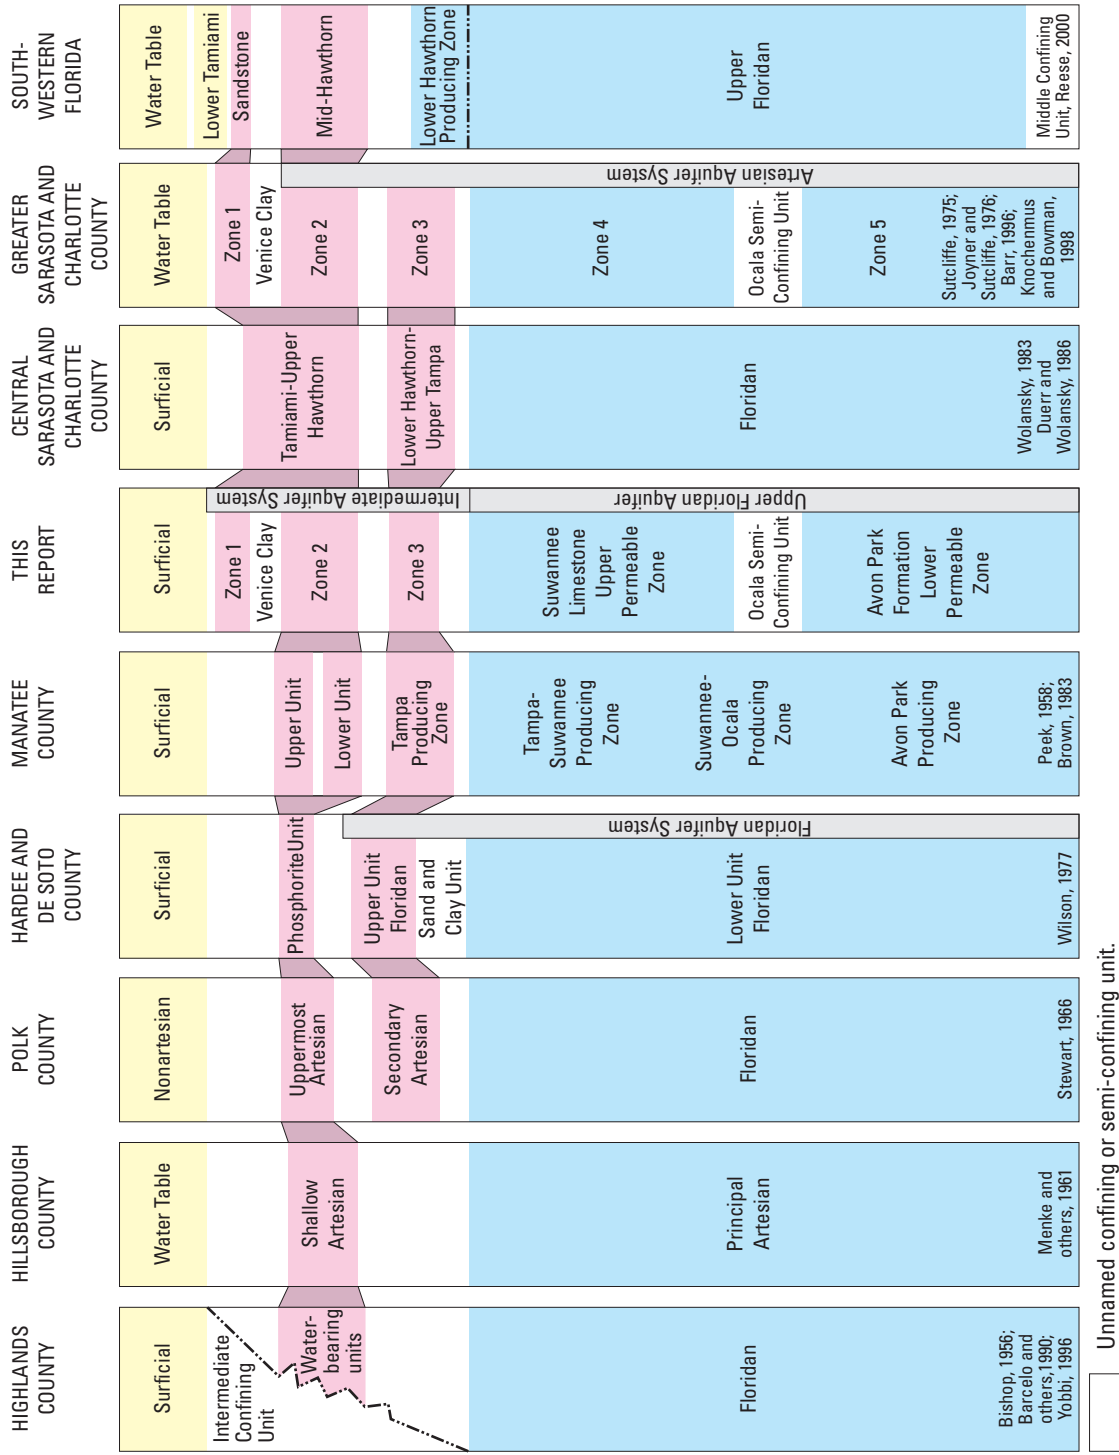 HIGHLANDS
COUNTY
Surficial
Intermediate
Confining
Unit
Water-
bearing
units
Floridan
Bishop, 1956;
Barcelo and
others,1990;
Yobbi, 1996
HILLSBOROUGH
COUNTY
Water Table
Shallow
Artesian
Principal
Artesian
Menke and
others, 1961
POLK
COUNTY
Nonartesian
Uppermost
Artesian
Secondary
Artesian
Floridan
Stewart, 1966
HARDEE AND
DE SOTO
COUNTY
Surficial
PhosphoriteUnit
Upper Unit
Floridan
Sand and
Clay Unit
Lower Unit
Floridan
Wilson, 1977
Floridan Aquifer System
MANATEE
COUNTY
Surficial
Upper Unit
Lower Unit
Tampa
Producing
Zone
Tampa-
Suwannee
Producing
Zone
Suwannee-
Ocala
Producing
Zone
Avon Park
Producing
Zone
Peek, 1958;
Brown, 1983
THIS
REPORT
Surficial
Zone 1
Venice Clay
Zone 2
Zone 3
Suwannee
Limestone
Upper
Permeable
Zone
Ocala Semi-
Confining Unit
Avon Park
Formation
Lower
Permeable
Zone
Intermediate Aquifer System
Upper Floridan Aquifer
CENTRAL
SARASOTA AND
CHARLOTTE
COUNTY
Surficial
Tamiami-Upper
Hawthorn
Lower Hawthorn-
Upper Tampa
Floridan
Wolansky, 1983
Duerr and
Wolansky, 1986
GREATER
SARASOTA AND
CHARLOTTE
COUNTY
Water Table
Zone 1
Venice Clay
Zone 2
Zone 3
Zone 4
Ocala Semi-
Confining Unit
Zone 5
Sutcliffe, 1975;
Joyner and
Sutcliffe, 1976;
Barr, 1996;
Knochenmus
and Bowman,
1998
Artesian Aquifer System
SOUTH-
WESTERN
FLORIDA
Water Table
Lower Tamiami
Sandstone
Mid-Hawthorn
Lower Hawthorn
Producing Zone
Upper
Floridan
Middle Confining
Unit, Reese, 2000
Unnamed confining or semi-confining unit.